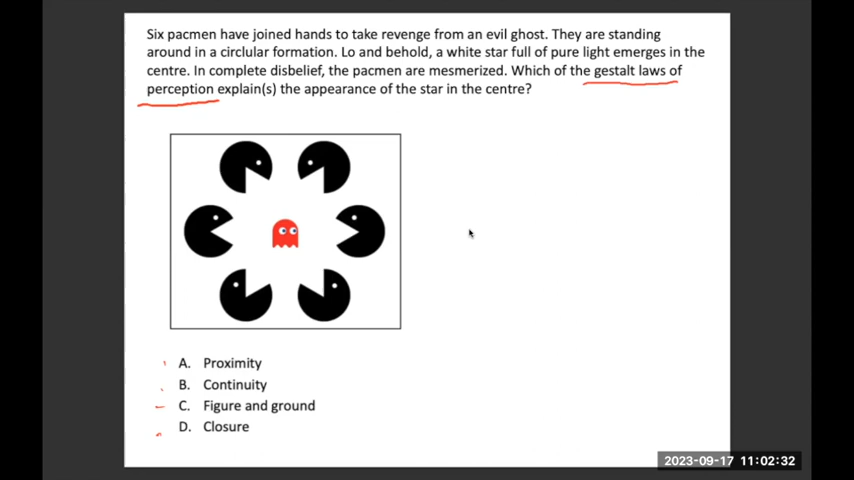 Six pacmen have joined hands to take revenge from an evil ghost. They are standing
around in a circlular formation. Lo and behold, a white star full of pure light emerges in the
centre. In complete disbelief, the pacmen are mesmerized. Which of the gestalt laws of
perception explain(s) the appearance of the star in the centre?
A. Proximity
B. Continuity
C. Figure and ground
D. Closure
2023-09-17 11:02:32